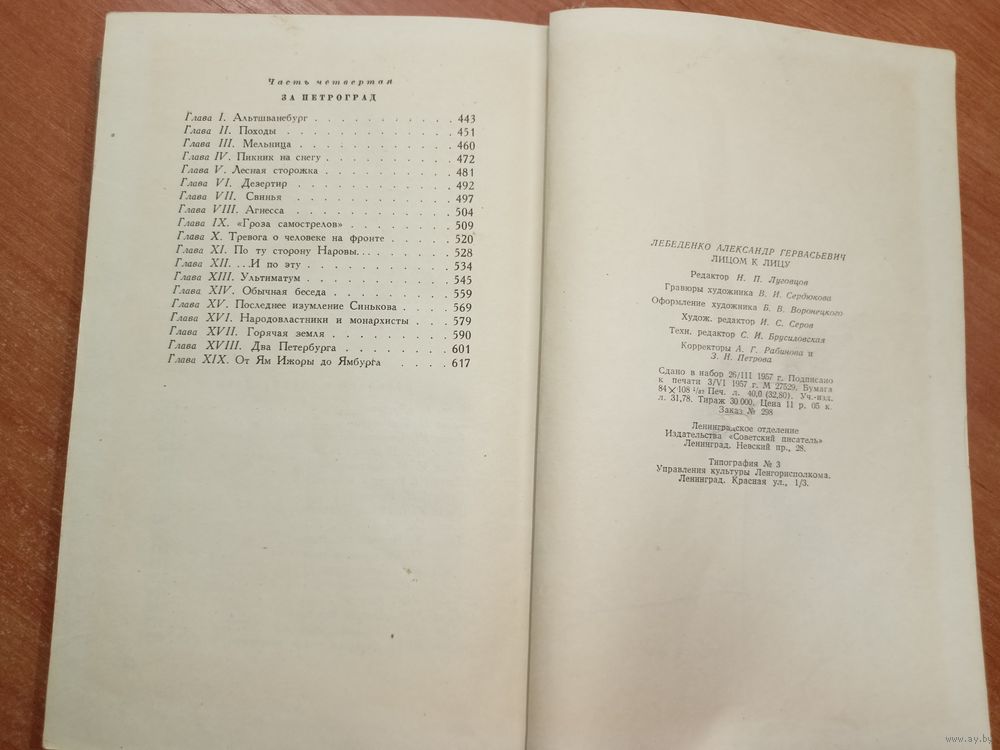 Часть четвертая
ЗА ПЕТРОГРАД
Глава I. Альтшванебург . . . . . . . . . . . 443
Глава II. Походы . . . . . . . . . . . . . 451
Глава III. Мельница . . . . . . . . . . . . 460
Глава IV. Пикник на снегу . . . . . . . . . . 472
Глава V. Лесная сторожка . . . . . . . . . . 481
Глава VI. Дезертир . . . . . . . . . . . . 492
Глава VII. Свинья . . . . . . . . . . . . 497
Глава VIII. Агнесса . . . . . . . . . . . . 504
Глава IX. «Гроза самострелов» . . . . . . . . 509
Глава X. Тревога о человеке на фронте . . . . . 520
Глава XI. По ту сторону Наровы... . . . . . . . 528
Глава XII. ...И по эту . . . . . . . . . . . 534
Глава XIII. Ультиматум . . . . . . . . . . . 545
Глава XIV. Обычная беседа . . . . . . . . . . 559
Глава XV. Последнее изумление Синькова . . . . . 569
Глава XVI. Народовластники и монархисты . . . . 579
Глава XVII. Горячая земля . . . . . . . . . . 590
Глава XVIII. Два Петербурга . . . . . . . . . 601
Глава XIX. От Ям Ижоры до Ямбурга . . . . 617
ЛЕБЕДЕНКО АЛЕКСАНДР ГЕРВАСЬЕВИЧ
ЛИЦОМ К ЛИЦУ
Редактор Н. П. Луговцов
Гравюры художника В. И. Сердюкова
Оформление художника Б. В. Воронецкого
Худож. редактор И. С. Серов
Техн. редактор С. И. Брусиловская
Корректоры А. Г. Рабинова и
З. Н. Петрова
Сдано в набор 26/III 1957 г. Подписано
к печати 3/VI 1957 г. М 27529. Бумага
84×108 1/32 Печ. л. 40,0 (32,80). Уч.-изд.
л. 31,78. Тираж 30 000. Цена 11 р. 05 к.
Заказ № 298
Ленинградское отделение
Издательства «Советский писатель»
Ленинград. Невский пр., 28.
Типография № 3
Управления культуры Ленгорисполкома.
Ленинград. Красная ул., 1/3.
www.ay.by